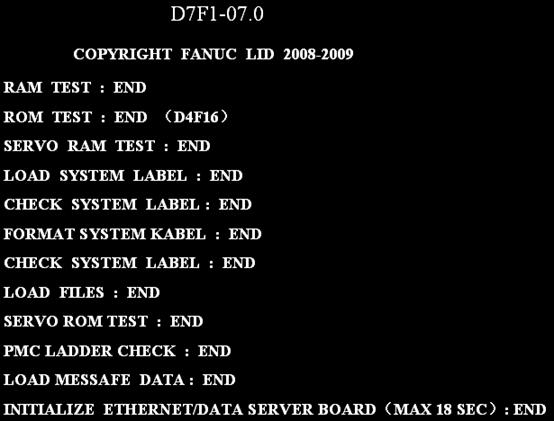 D7F1-07.0
COPYRIGHT FANUC LID 2008-2009
RAM TEST : END
ROM TEST : END （D4F16）
SERVO RAM TEST : END
LOAD SYSTEM LABEL : END
CHECK SYSTEM LABEL : END
FORMAT SYSTEM KABEL : END
CHECK SYSTEM LABEL : END
LOAD FILES : END
SERVO ROM TEST : END
PMC LADDER CHECK : END
LOAD MESSAFE DATA : END
INITIALIZE ETHERNET/DATA SERVER BOARD（MAX 18 SEC）: END